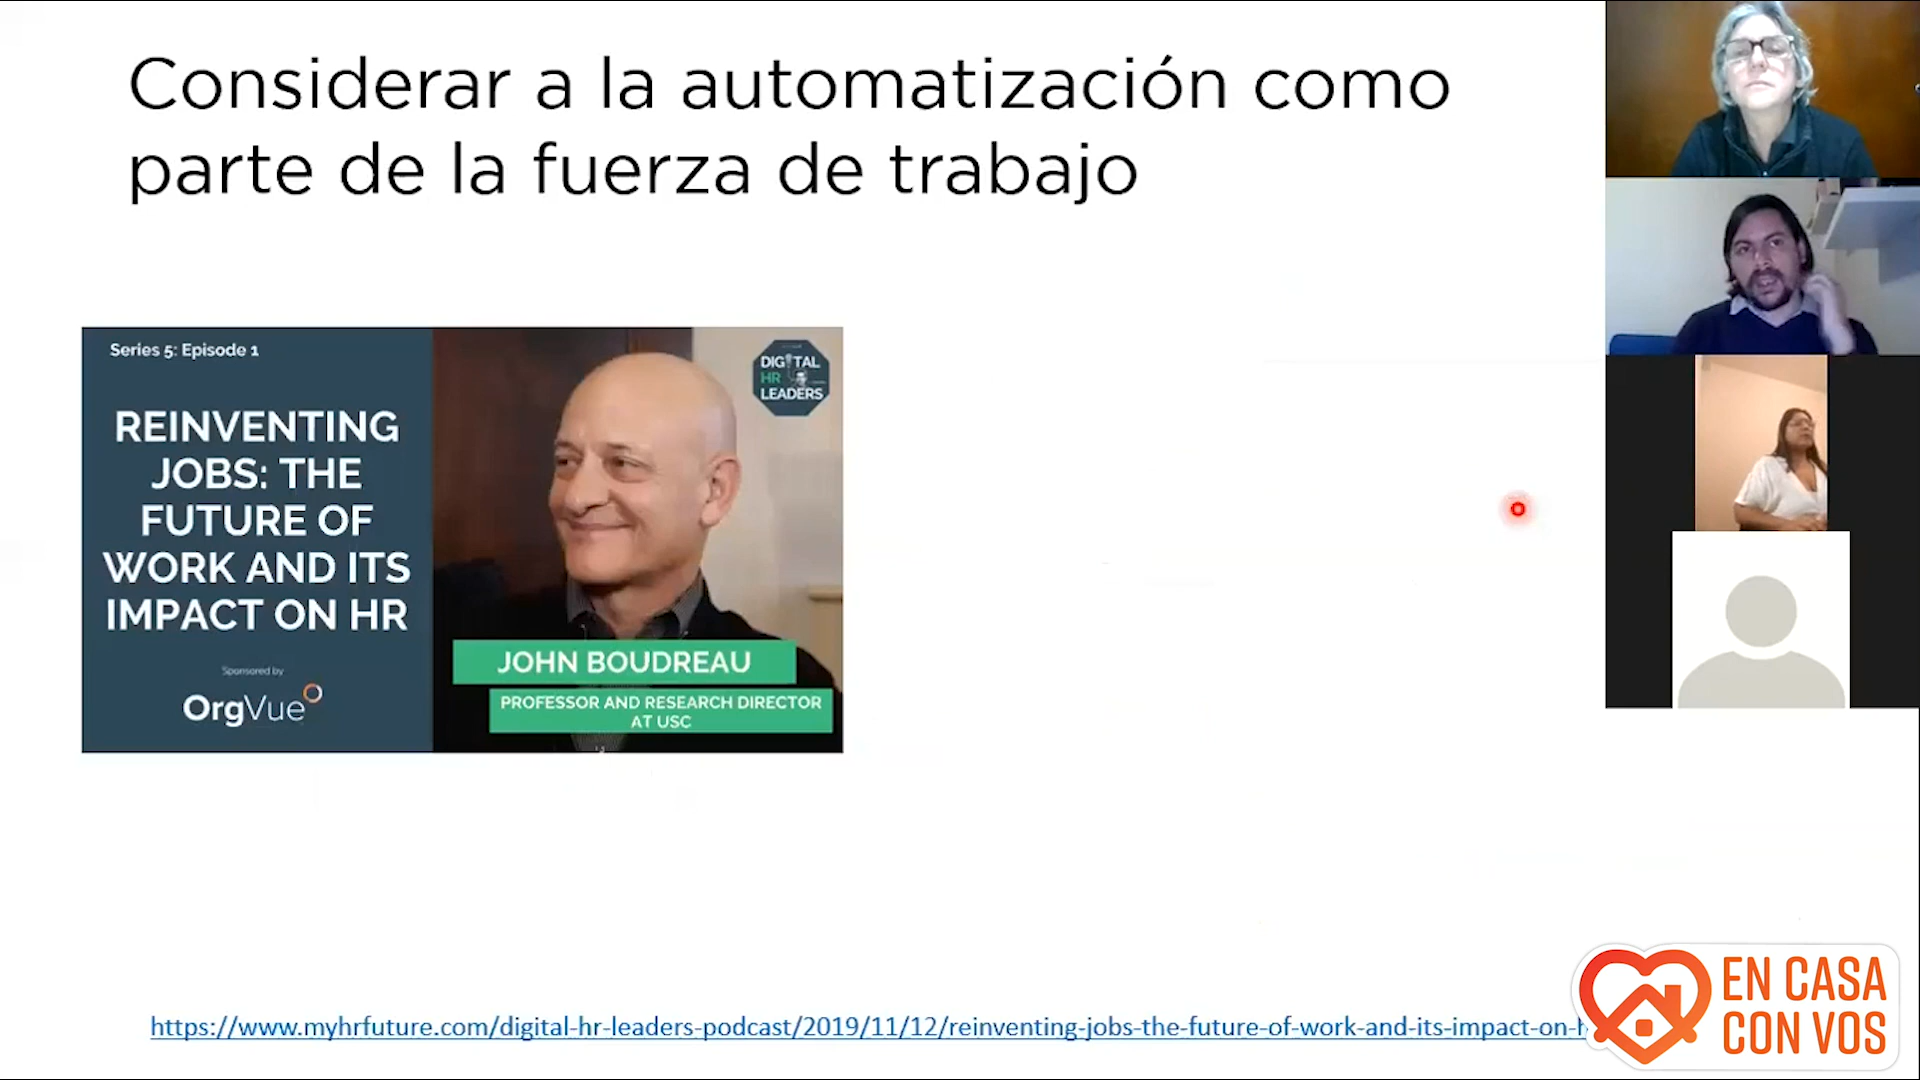 Considerar a la automatización como
parte de la fuerza de trabajo
Series 5: Episode 1
REINVENTING
JOBS: THE
FUTURE OF
WORK AND ITS
IMPACT ON HR
Sponsored by
OrgVue
DIGITAL
HR
LEADERS
JOHN BOUDREAU
PROFESSOR AND RESEARCH DIRECTOR
AT USC
https://www.myhrfuture.com/digital-hr-leaders-podcast/2019/11/12/reinventing-jobs-the-future-of-work-and-its-impact-on-h
EN CASA
CON VOS